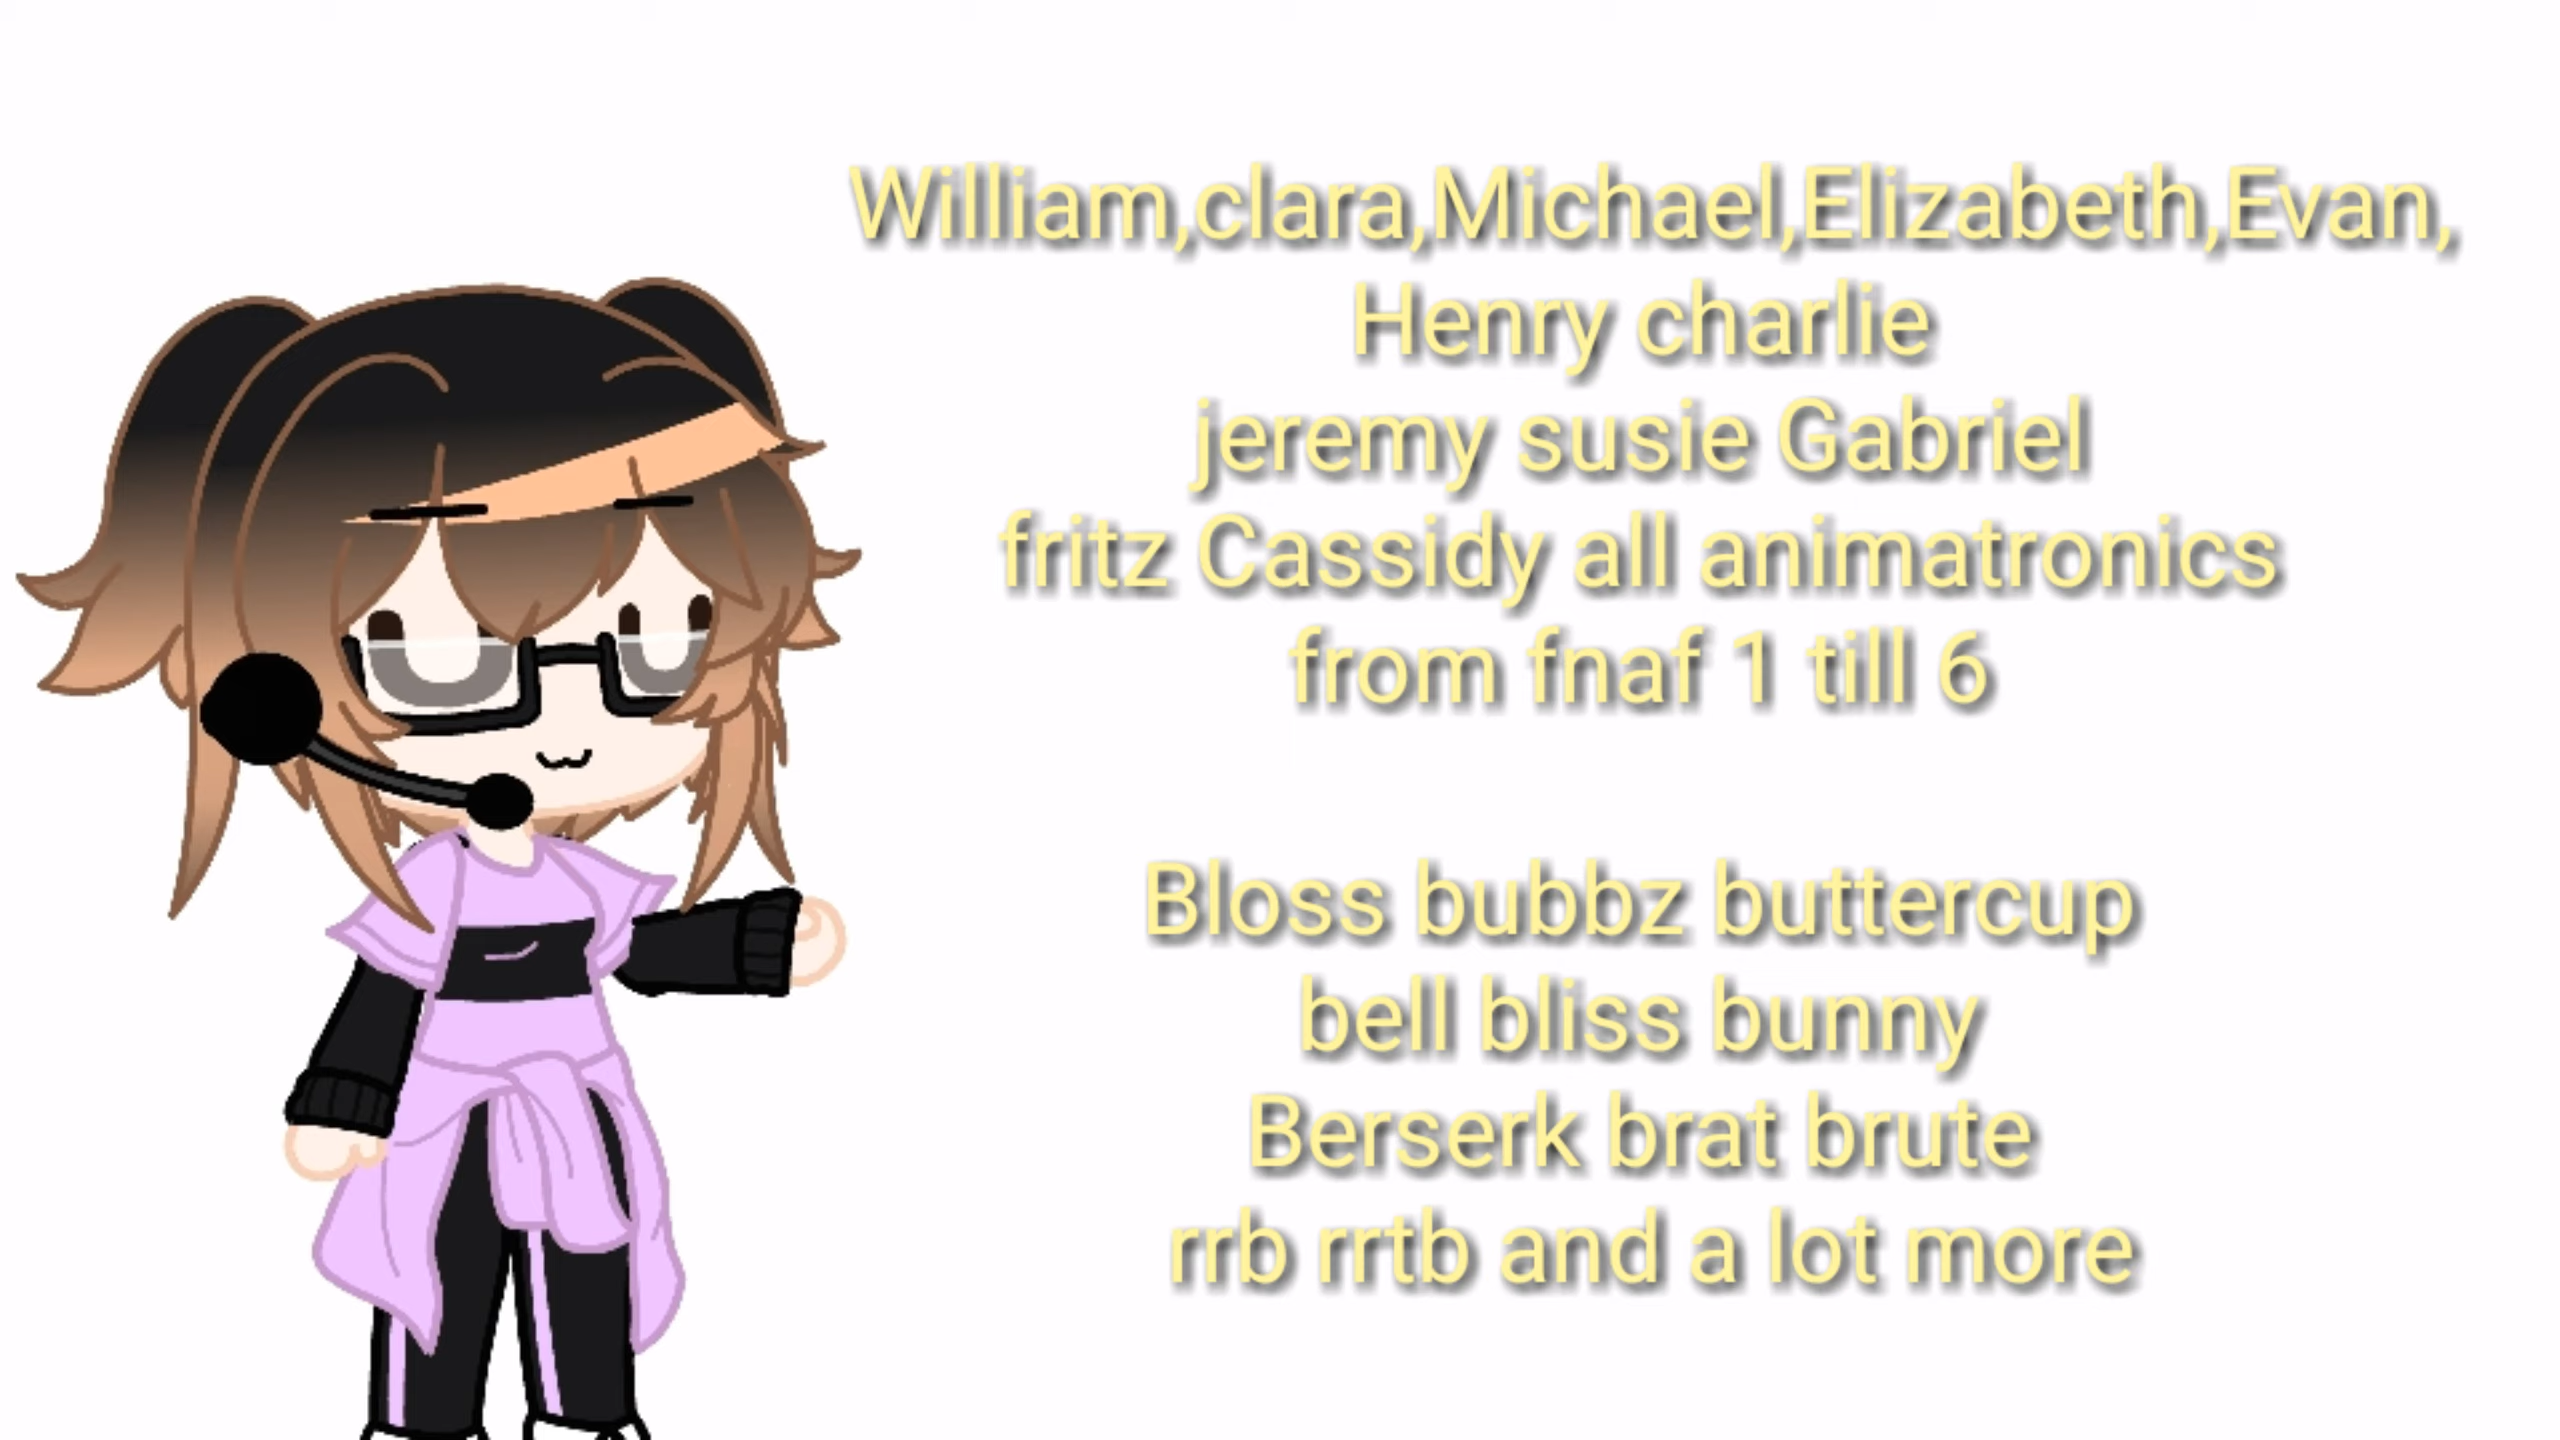 William,clara,Michael,Elizabeth,Evan,
Henry charlie
jeremy susie Gabriel
fritz Cassidy all animatronics
from fnaf 1 till 6
Bloss bubbz buttercup
bell bliss bunny
Berserk brat brute
rrb rrtb and a lot more